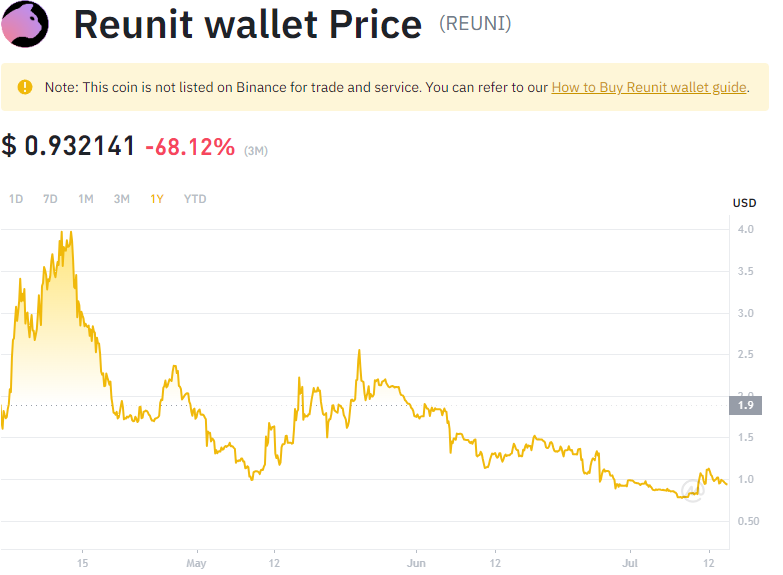 Reunit wallet Price (REUNI)
Note: This coin is not listed on Binance for trade and service. You can refer to our How to Buy Reunit wallet guide.
$ 0.932141 -68.12% (3M)
1D 7D 1M 3M 1Y YTD
USD
4.0
3.5
3.0
2.5
2.0
1.9
1.5
1.0
0.50
15 May 12 Jun 12 Jul 12